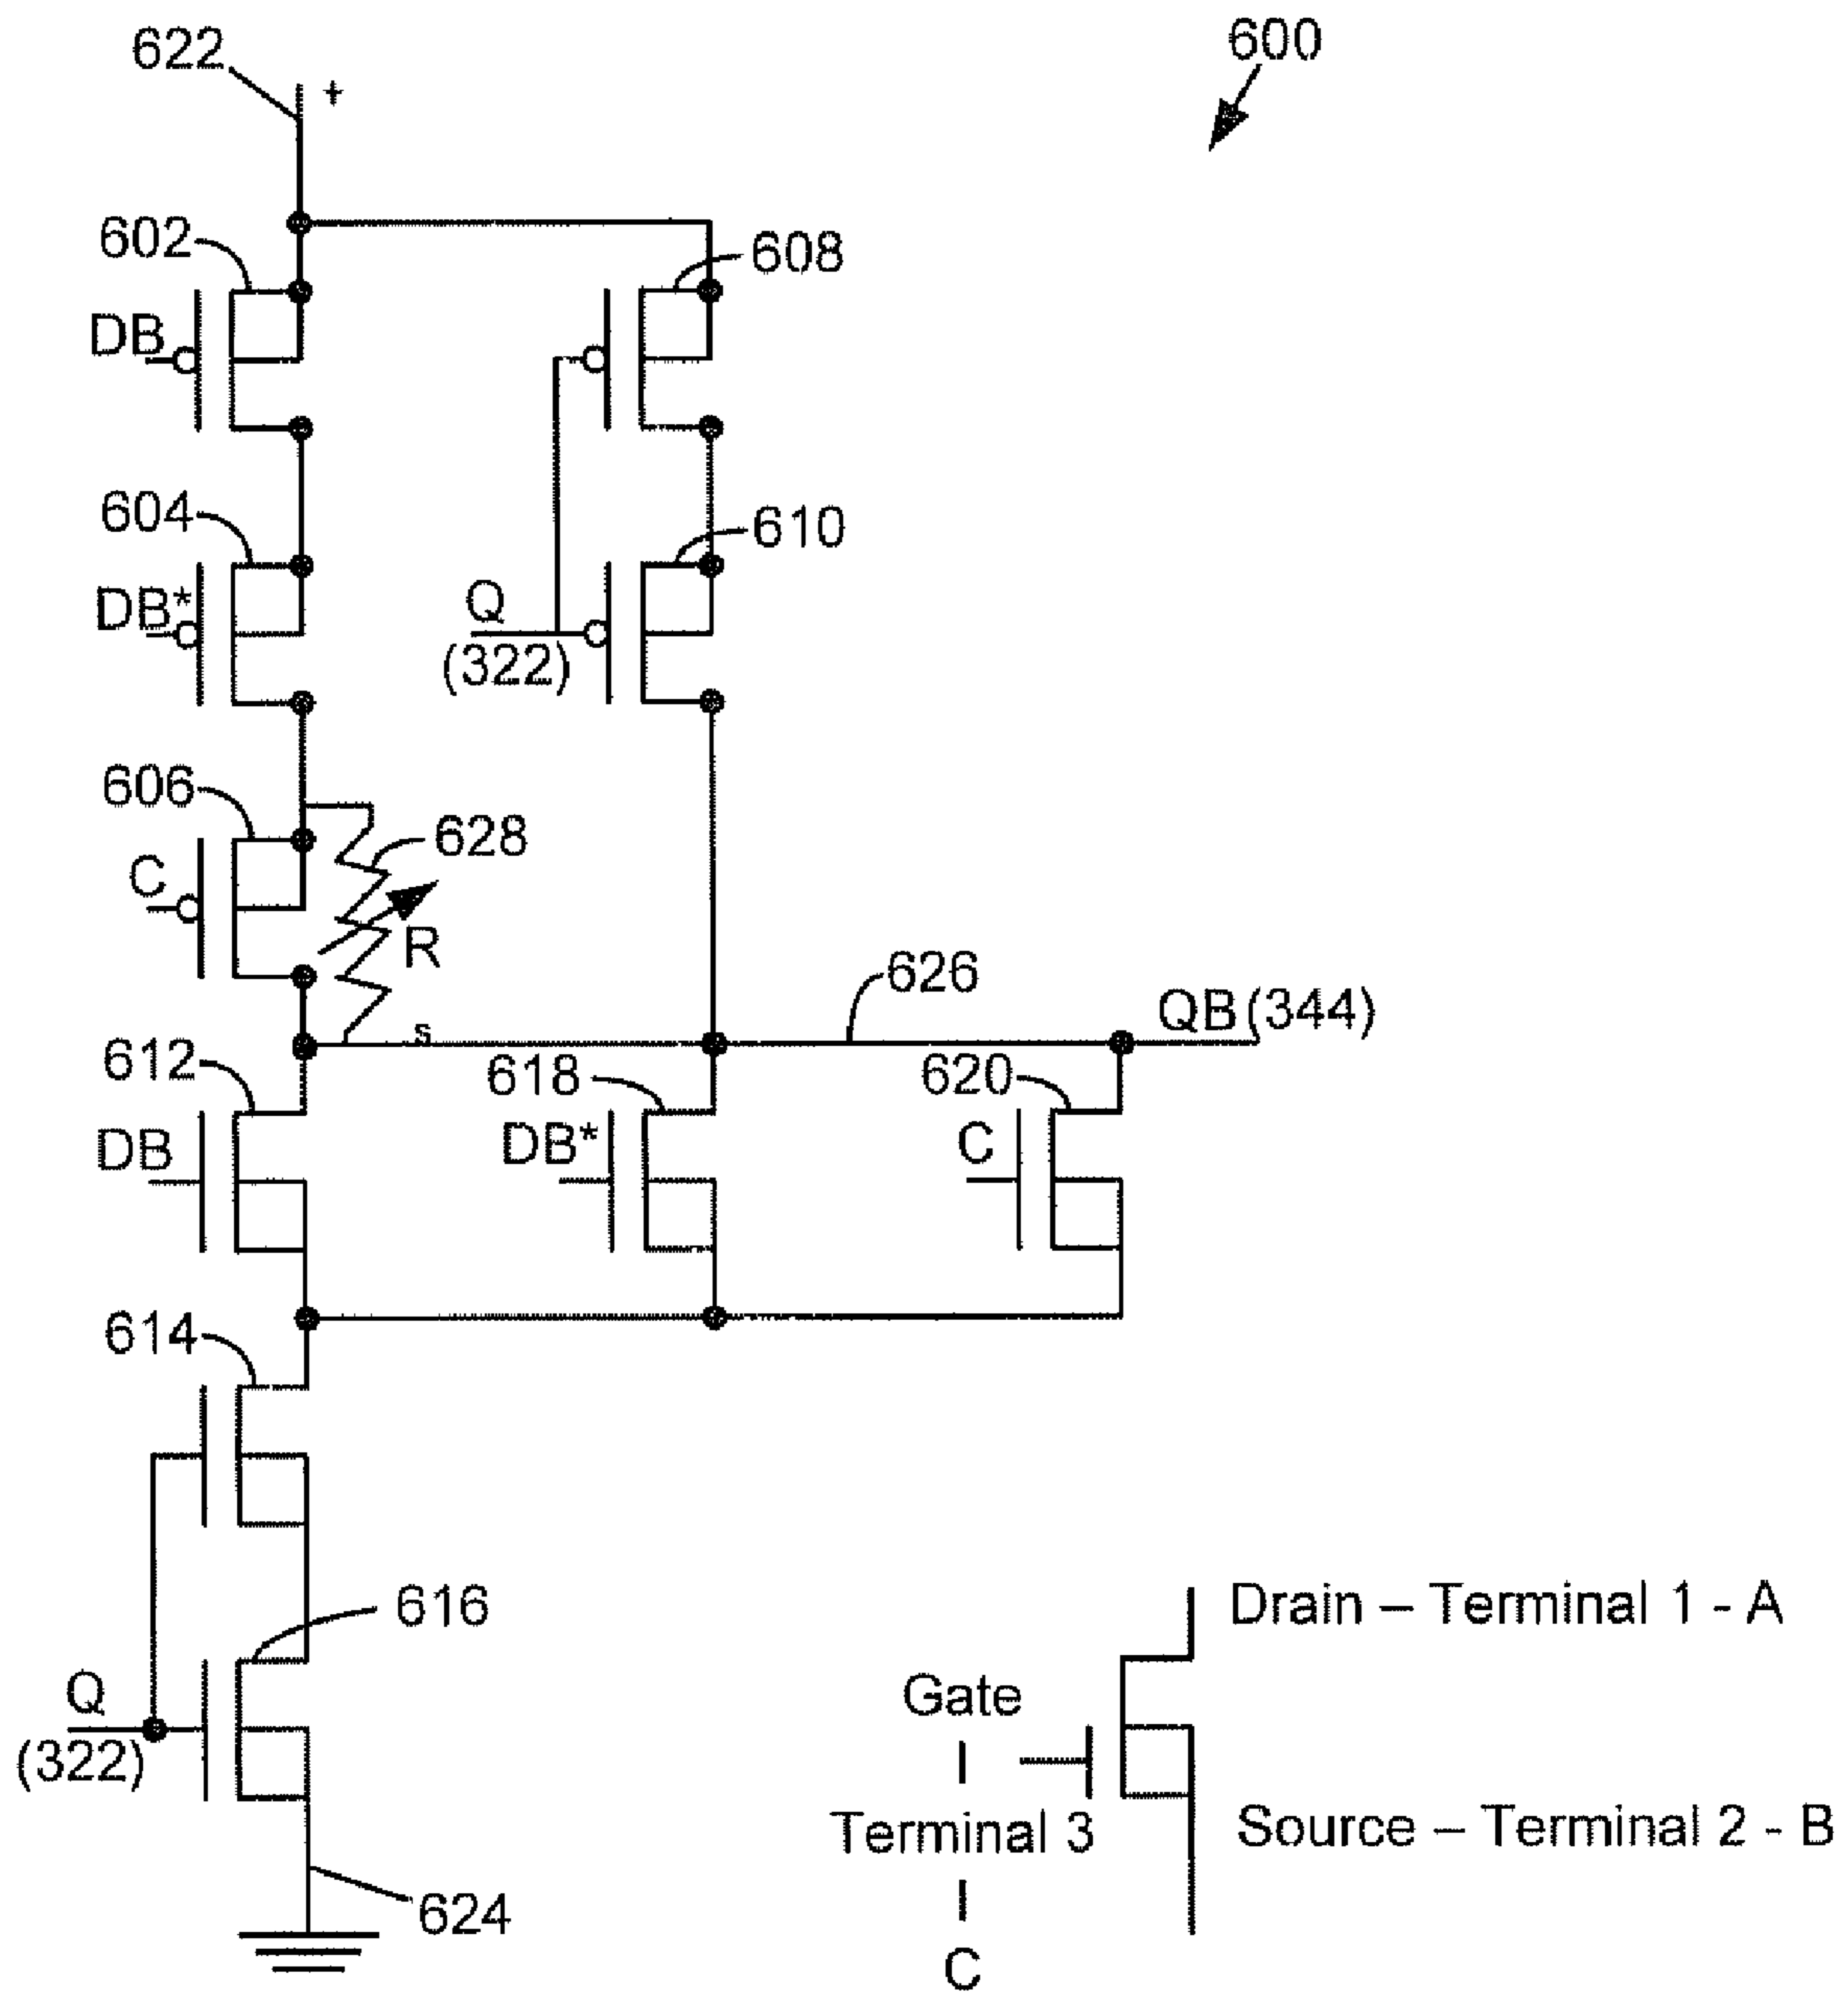 600
622
+
602
608
DB
604
610
DB*
Q
(322)
606
628
C
R
626
QB (344)
s
612
618
620
DB
DB*
C
614
616
Q
(322)
624
Drain – Terminal 1 - A
Gate
–
Terminal 3
–
C
Source – Terminal 2 - B